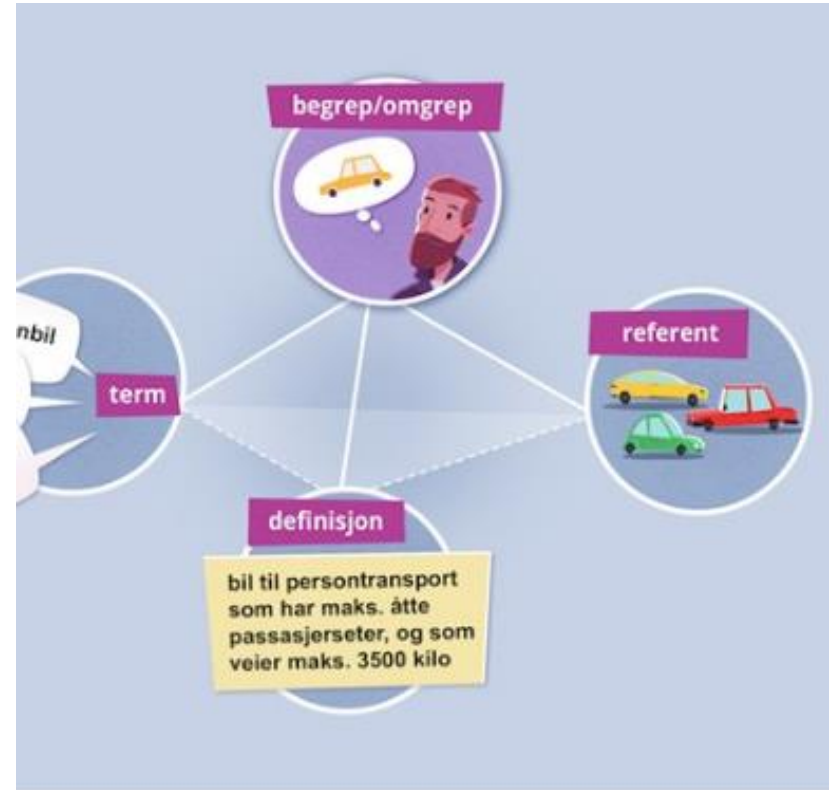 begrep/omgrep
referent
nbil
term
definisjon
bil til persontransport
som har maks. åtte
passasjerseter, og som
veier maks. 3500 kilo